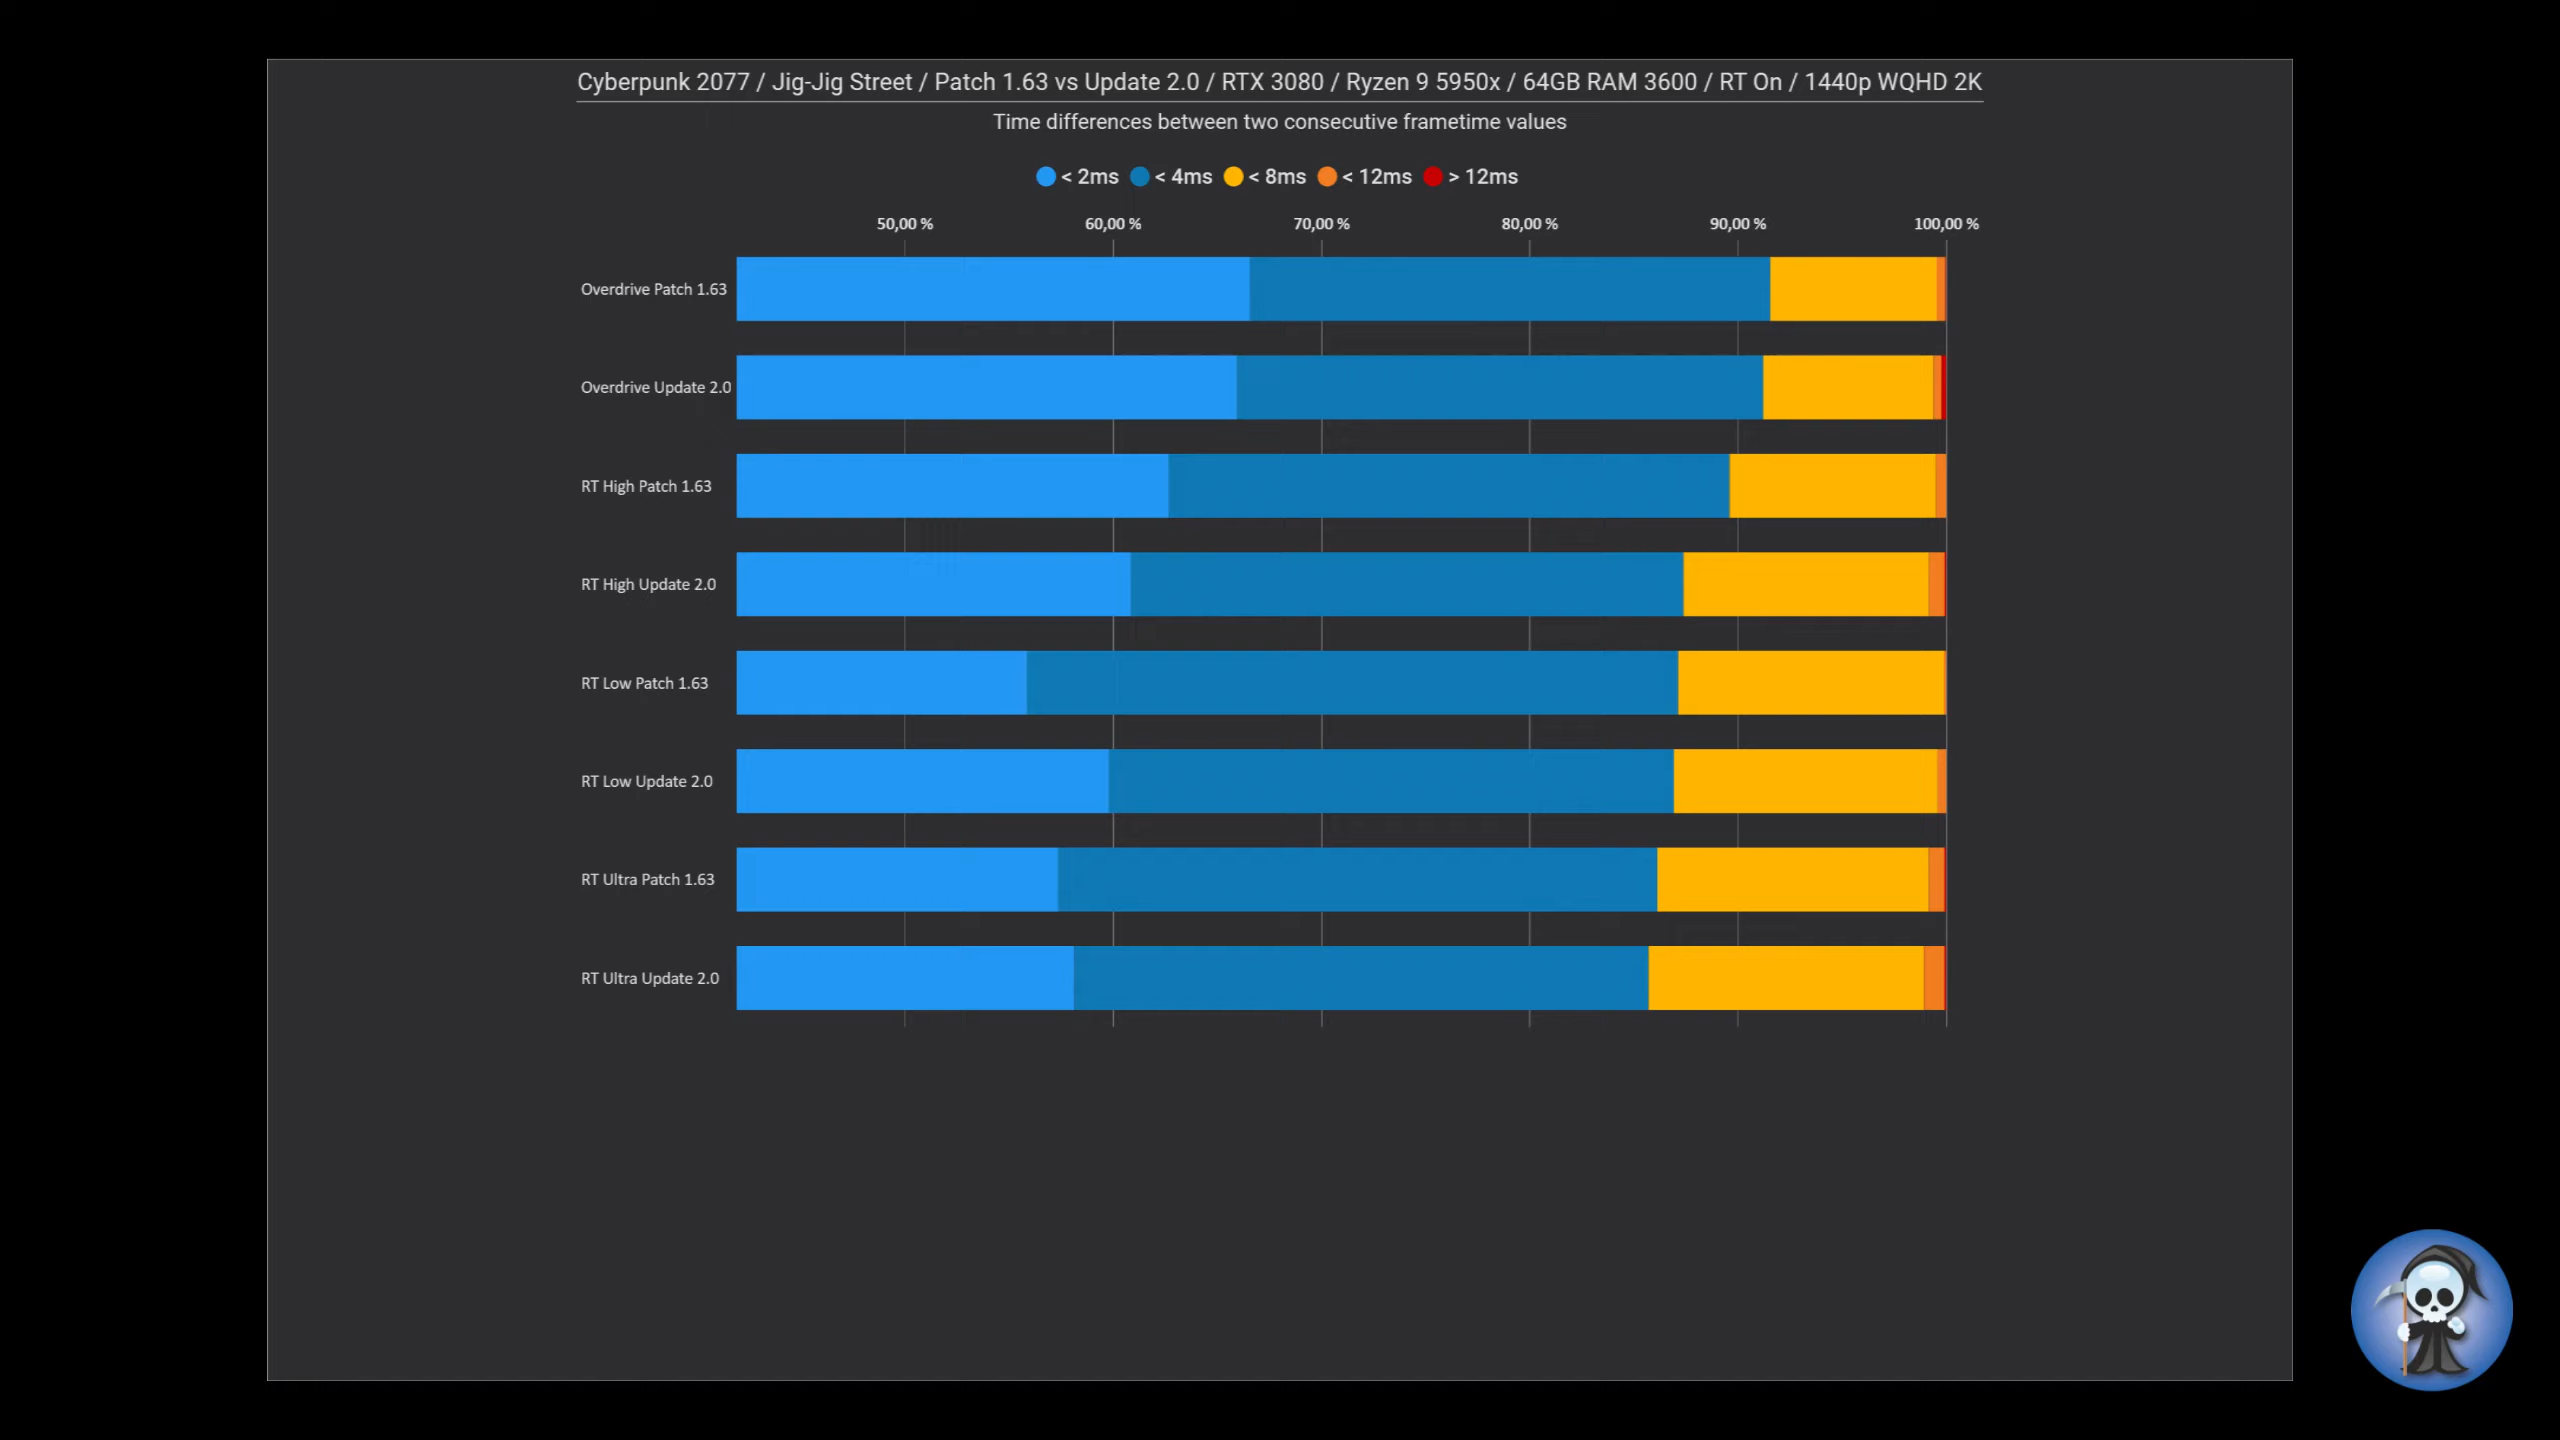 Cyberpunk 2077 / Jig-Jig Street / Patch 1.63 vs Update 2.0 / RTX 3080 / Ryzen 9 5950x / 64GB RAM 3600 / RT On / 1440p WQHD 2K
Time differences between two consecutive frametime values
< 2ms < 4ms < 8ms < 12ms > 12ms
50,00 % 60,00 % 70,00 % 80,00 % 90,00 % 100,00 %
Overdrive Patch 1.63
Overdrive Update 2.0
RT High Patch 1.63
RT High Update 2.0
RT Low Patch 1.63
RT Low Update 2.0
RT Ultra Patch 1.63
RT Ultra Update 2.0